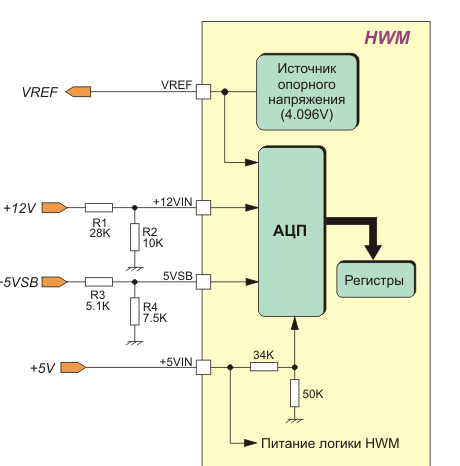 HWM
Источник
опорного
напряжения
(4.096V)
VREF
VREF
+12V
+12VIN
R1
28K
R2
10K
АЦП
+5VSB
5VSB
R3
5.1K
R4
7.5K
Регистры
+5V
+5VIN
34K
50K
Питание логики HWM